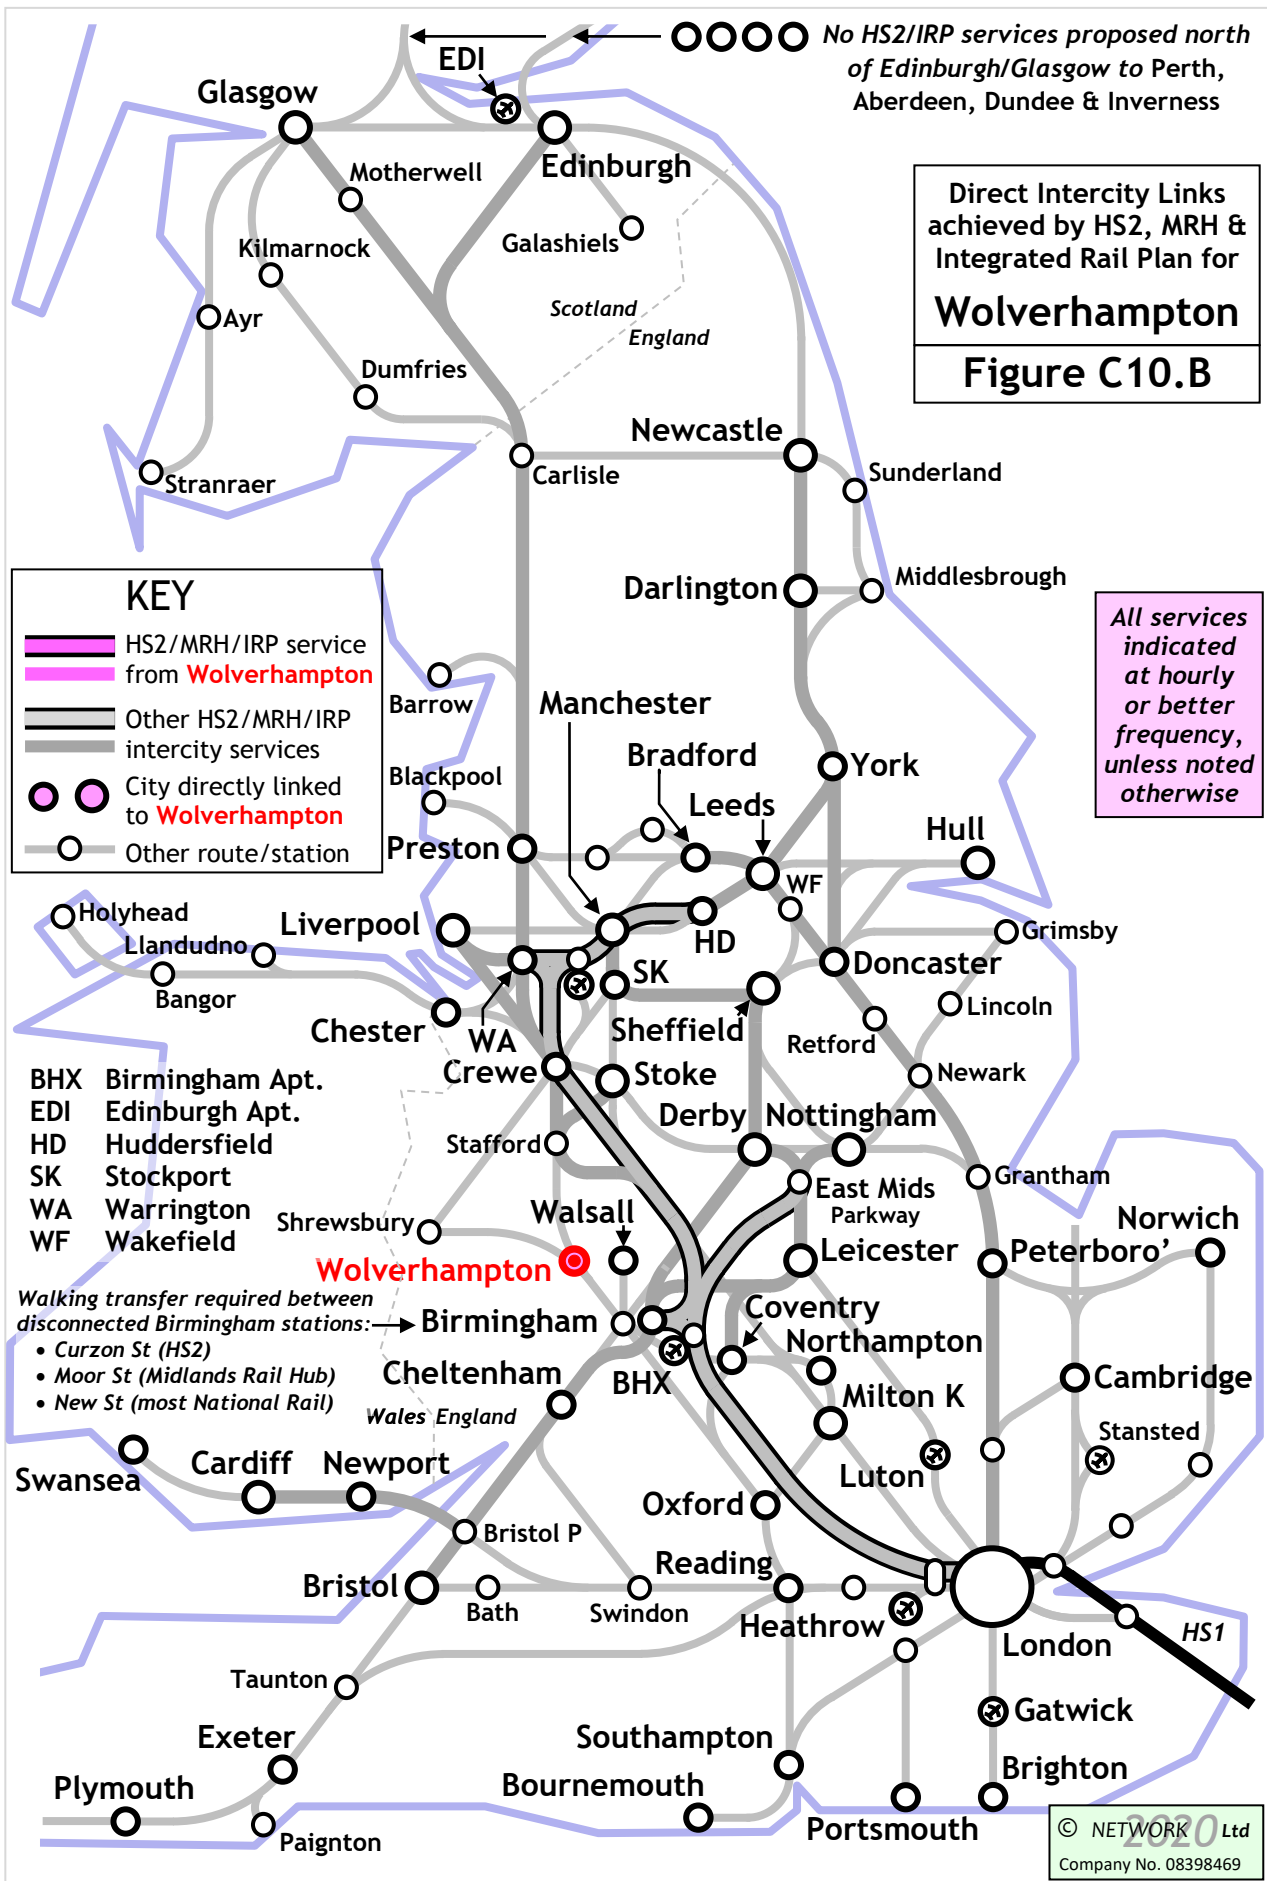 No HS2/IRP services proposed north
of Edinburgh/Glasgow to Perth,
Aberdeen, Dundee & Inverness
EDI
Glasgow
Edinburgh
Motherwell
Galashiels
Kilmarnock
Ayr
Scotland
England
Dumfries
Stranraer
Carlisle
Newcastle
Sunderland
Darlington
Middlesbrough
Direct Intercity Links
achieved by HS2, MRH &
Integrated Rail Plan for
Wolverhampton
Figure C10.B
KEY
HS2/MRH/IRP service
from Wolverhampton
Other HS2/MRH/IRP
intercity services
City directly linked
to Wolverhampton
Other route/station
All services
indicated
at hourly
or better
frequency,
unless noted
otherwise
Barrow
Manchester
Bradford
York
Blackpool
Leeds
Preston
Hull
WF
Holyhead
Liverpool
HD
Grimsby
Llandudno
SK
Doncaster
Bangor
Lincoln
Chester
WA
Sheffield
Retford
Crewe
Stoke
Newark
Derby
Nottingham
BHX Birmingham Apt.
EDI Edinburgh Apt.
HD Huddersfield
SK Stockport
WA Warrington
WF Wakefield
Stafford
Grantham
East Mids
Parkway
Shrewsbury
Walsall
Norwich
Wolverhampton
Leicester
Peterboro’
Walking transfer required between
disconnected Birmingham stations:
• Curzon St (HS2)
• Moor St (Midlands Rail Hub)
• New St (most National Rail)
Birmingham
Coventry
Northampton
Cheltenham
BHX
Cambridge
Milton K
Wales England
Stansted
Swansea
Cardiff
Newport
Luton
Oxford
Bristol P
Reading
Bristol
Bath
Swindon
Heathrow
London
HS1
Taunton
Gatwick
Exeter
Southampton
Plymouth
Bournemouth
Brighton
Portsmouth
Paignton
© NETWORK 2020 Ltd
Company No. 08398469